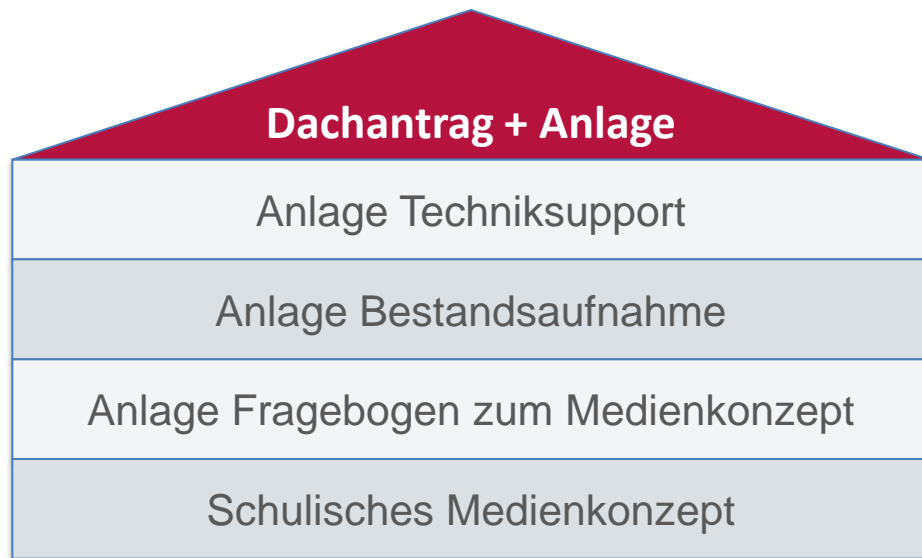 Dachantrag + Anlage
Anlage Techniksupport
Anlage Bestandsaufnahme
Anlage Fragebogen zum Medienkonzept
Schulisches Medienkonzept